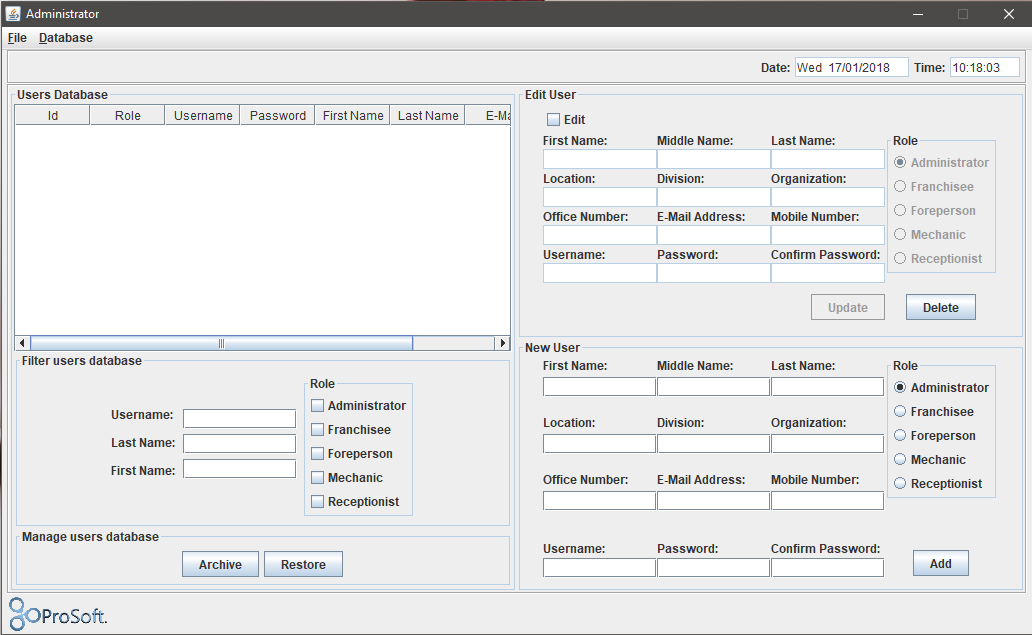 Administrator
File Database
Date: Wed 17/01/2018 Time: 10:18:03
Users Database
Id Role Username Password First Name Last Name E-Ma
Filter users database
Username:
Last Name:
First Name:
Role
Administrator
Franchisee
Foreperson
Mechanic
Receptionist
Manage users database
Archive Restore
Edit User
Edit
First Name: Middle Name: Last Name:
Location: Division: Organization:
Office Number: E-Mail Address: Mobile Number:
Username: Password: Confirm Password:
Role
Administrator
Franchisee
Foreperson
Mechanic
Receptionist
Update Delete
New User
First Name: Middle Name: Last Name:
Location: Division: Organization:
Office Number: E-Mail Address: Mobile Number:
Username: Password: Confirm Password:
Role
Administrator
Franchisee
Foreperson
Mechanic
Receptionist
Add
ProSoft.